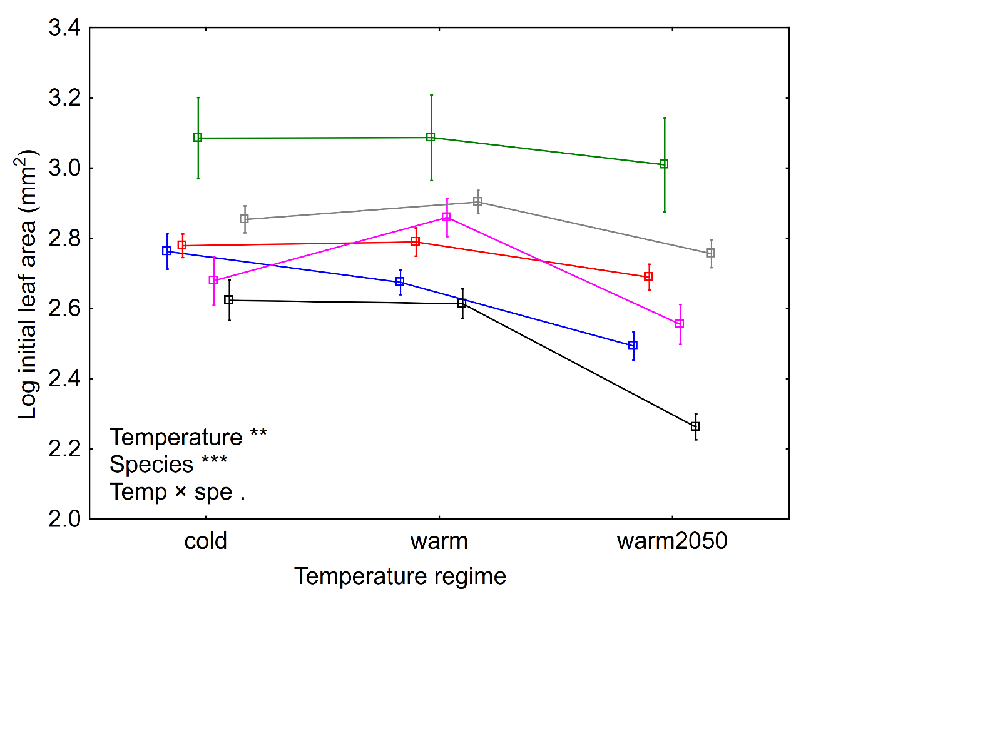 3.4
3.2
3.0
2.8
2.6
2.4
2.2
2.0
Log initial leaf area (mm²)
Temperature **
Species ***
Temp × spe .
cold warm warm2050
Temperature regime